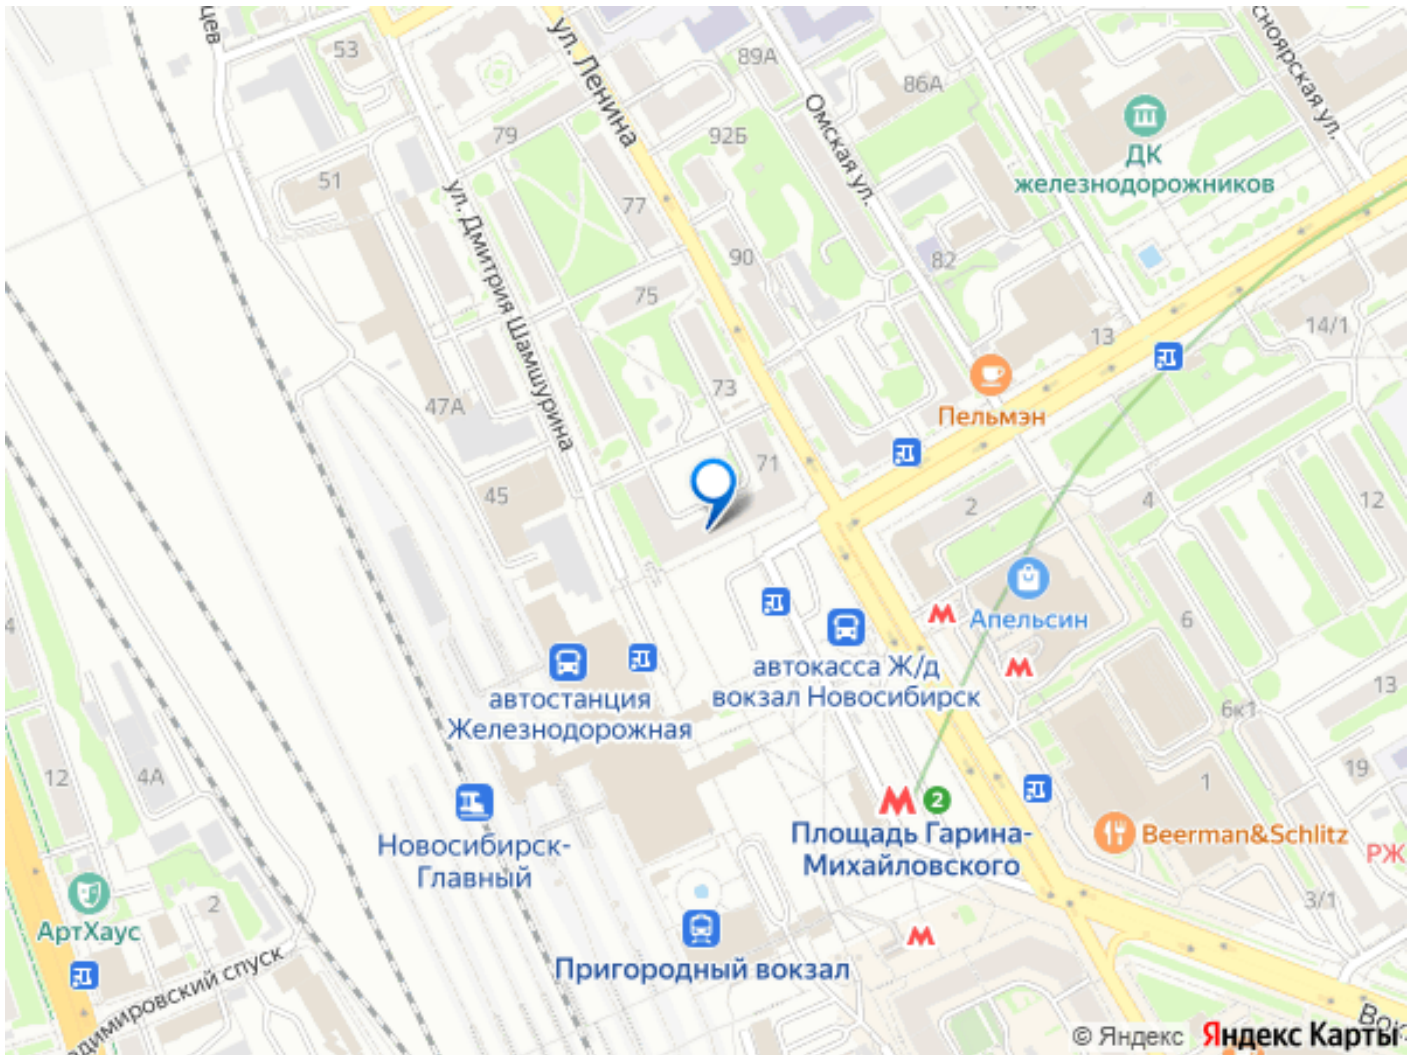 53
ул. Ленина
89А
86А
Омская ул.
ДК
железнодорожников
79
92Б
51
ул. Дмитрия Шамшурина
77
90
82
75
13
14/1
73
Пельмэн
47А
71
45
2
4
12
Апельсин
6
автокасса Ж/д
вокзал Новосибирск
автостанция
Железнодорожная
13
6к1
12
4А
19
1
2
Площадь Гарина-
Михайловского
Новосибирск-
Главный
Beerman&Schlitz
РЖ
АртХаус
2
3/1
Пригородный вокзал
© Яндекс
Яндекс Карты